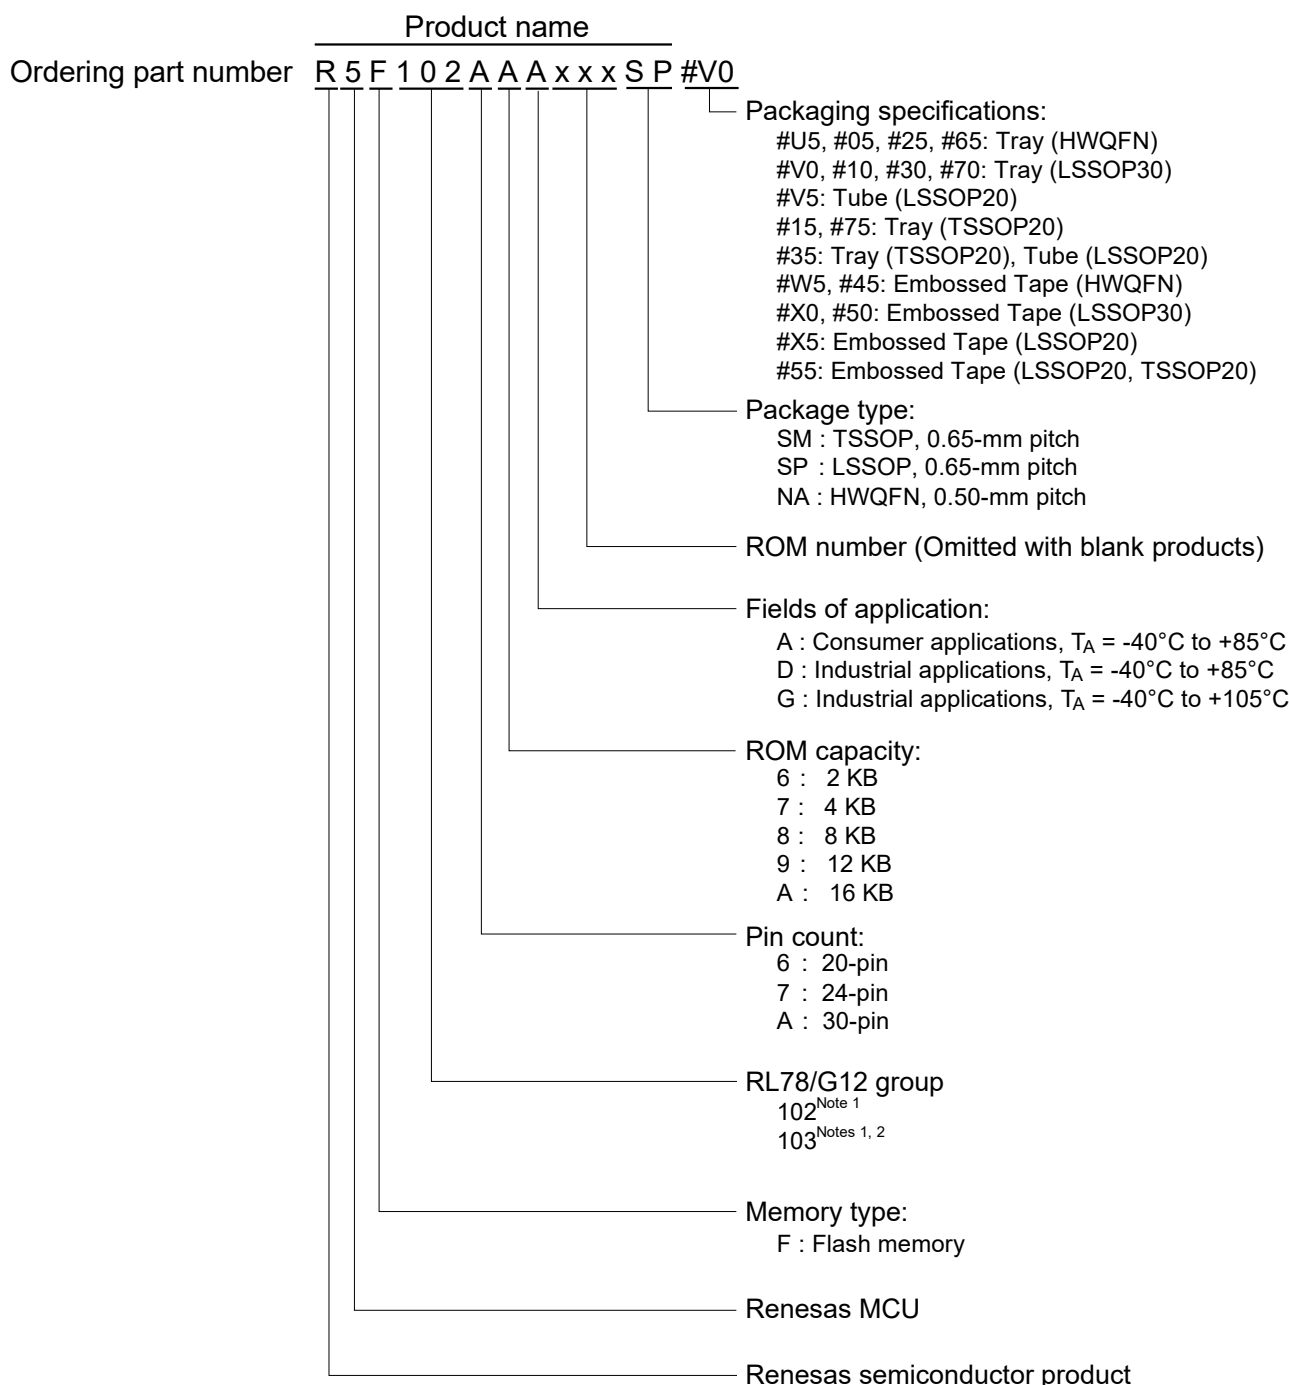 Product name
Ordering part number R 5 F 1 0 2 A A A x x x S P #V0
Packaging specifications:
#U5, #05, #25, #65: Tray (HWQFN)
#V0, #10, #30, #70: Tray (LSSOP30)
#V5: Tube (LSSOP20)
#15, #75: Tray (TSSOP20)
#35: Tray (TSSOP20), Tube (LSSOP20)
#W5, #45: Embossed Tape (HWQFN)
#X0, #50: Embossed Tape (LSSOP30)
#X5: Embossed Tape (LSSOP20)
#55: Embossed Tape (LSSOP20, TSSOP20)
Package type:
SM : TSSOP, 0.65-mm pitch
SP : LSSOP, 0.65-mm pitch
NA : HWQFN, 0.50-mm pitch
ROM number (Omitted with blank products)
Fields of application:
A : Consumer applications, TA = -40°C to +85°C
D : Industrial applications, TA = -40°C to +85°C
G : Industrial applications, TA = -40°C to +105°C
ROM capacity:
6 : 2 KB
7 : 4 KB
8 : 8 KB
9 : 12 KB
A : 16 KB
Pin count:
6 : 20-pin
7 : 24-pin
A : 30-pin
RL78/G12 group
102Note 1
103Notes 1, 2
Memory type:
F : Flash memory
Renesas MCU
Renesas semiconductor product